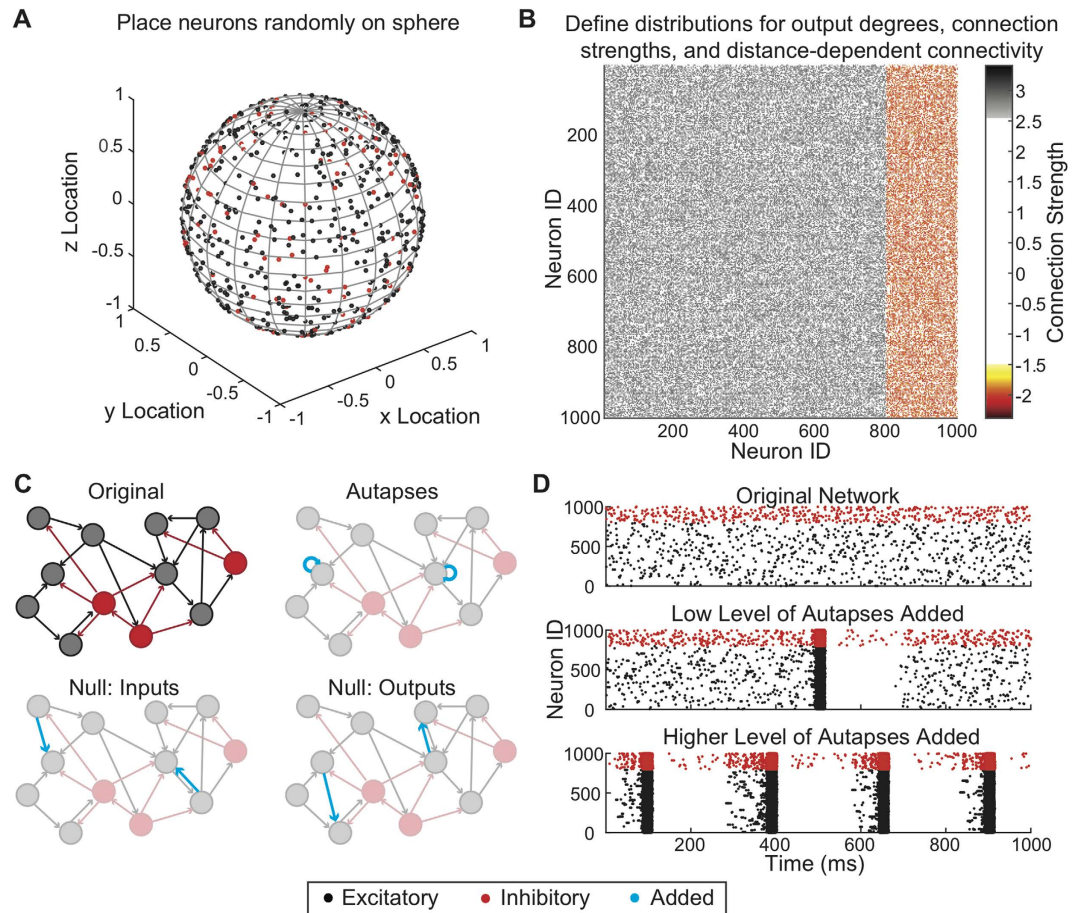 A
Place neurons randomly on sphere
1
0.5
0
-0.5
-1
z Location
1
0.5
0
-0.5
-1
y Location
-1
-0.5
0
0.5
1
x Location
B
Define distributions for output degrees, connection
strengths, and distance-dependent connectivity
200
400
600
800
1000
Neuron ID
200 400 600 800 1000
Neuron ID
3
2.5
2
1.5
1
0.5
0
-0.5
-1
-1.5
-2
Connection Strength
C
Original
Autapses
Null: Inputs
Null: Outputs
D
Original Network
1000
500
0
Low Level of Autapses Added
1000
500
0
Higher Level of Autapses Added
1000
500
0
Neuron ID
200 400 600 800 1000
Time (ms)
Excitatory Inhibitory Added